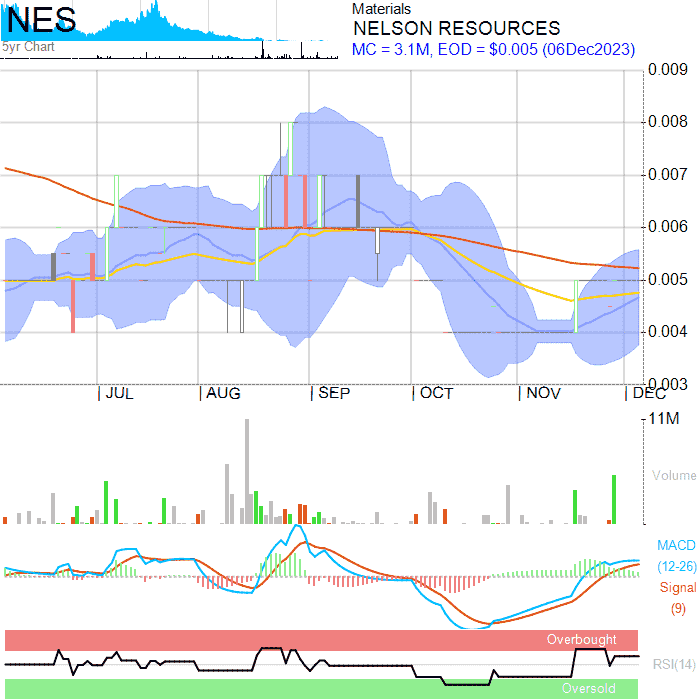 NES
5yr Chart
Materials
NELSON RESOURCES
MC = 3.1M, EOD = $0.005 (06Dec2023)
0.009
0.008
0.007
0.006
0.005
0.004
0.003
JUL AUG SEP OCT NOV DEC
11M
Volume
MACD
(12-26)
Signal
(9)
Overbought
RSI(14)
Oversold